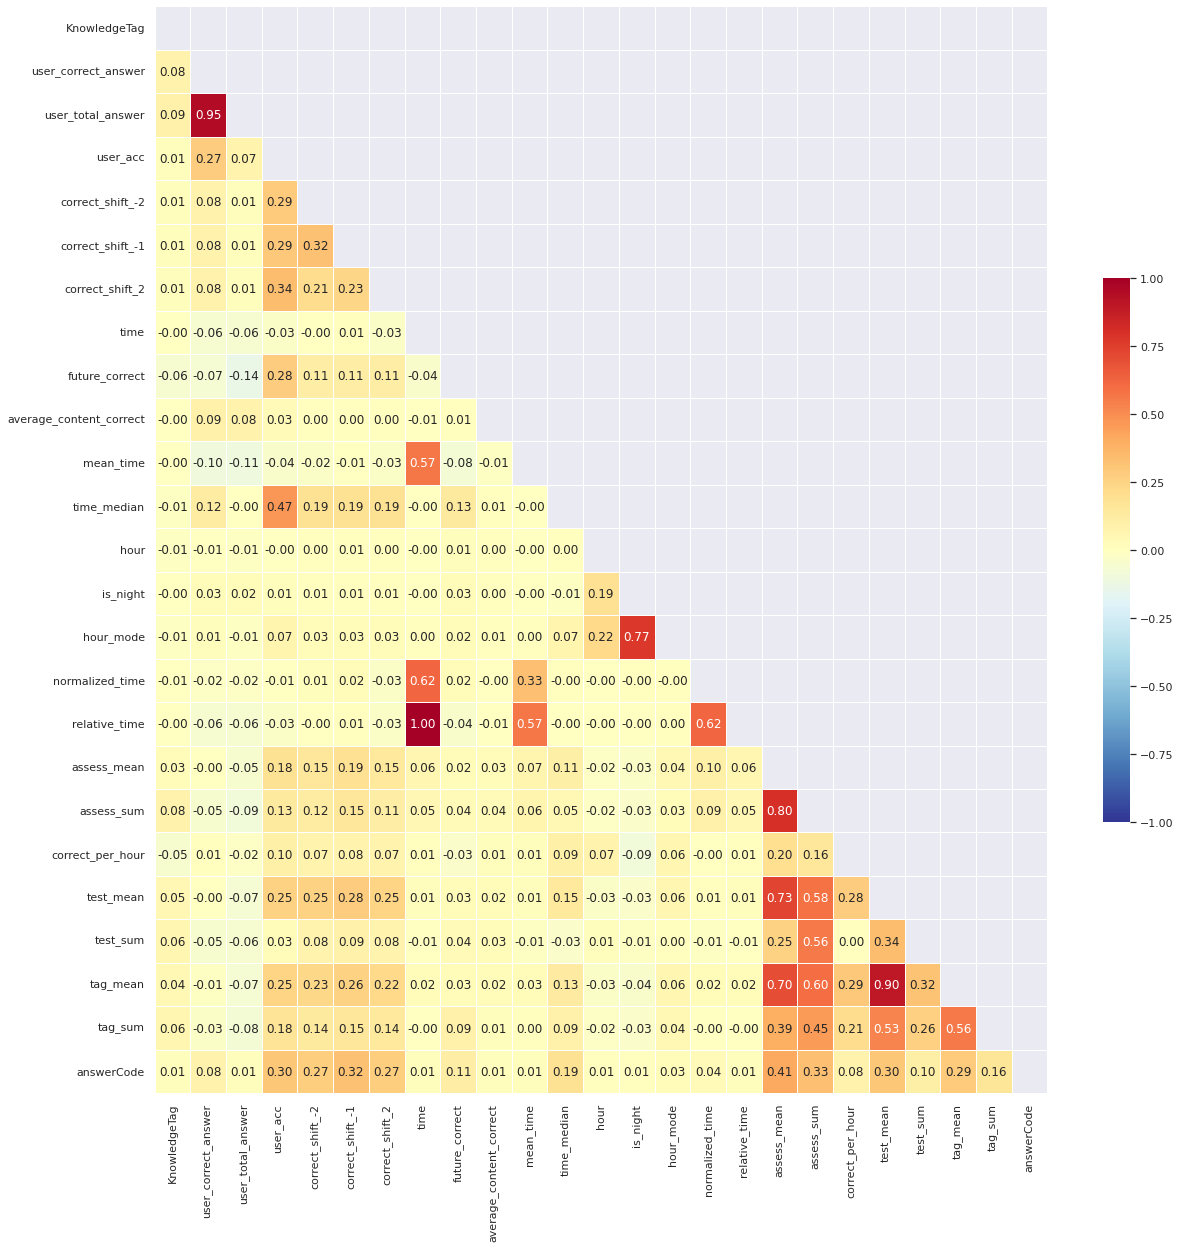 KnowledgeTag
user_correct_answer 0.08
user_total_answer 0.09 0.95
user_acc 0.01 0.27 0.07
correct_shift_-2 0.01 0.08 0.01 0.29
correct_shift_-1 0.01 0.08 0.01 0.29 0.32
correct_shift_2 0.01 0.08 0.01 0.34 0.21 0.23
time -0.00 -0.06 -0.06 -0.03 -0.00 0.01 -0.03
future_correct -0.06 -0.07 -0.14 0.28 0.11 0.11 0.11 -0.04
average_content_correct -0.00 0.09 0.08 0.03 0.00 0.00 0.00 -0.01 0.01
mean_time -0.00 -0.10 -0.11 -0.04 -0.02 -0.01 -0.03 0.57 -0.08 -0.01
time_median -0.01 0.12 -0.00 0.47 0.19 0.19 0.19 -0.00 0.13 0.01 -0.00
hour -0.01 -0.01 -0.01 -0.00 0.00 0.01 0.00 -0.00 0.01 0.00 -0.00 0.00
is_night -0.00 0.03 0.02 0.01 0.01 0.01 0.01 -0.00 0.03 0.00 -0.00 -0.01 0.19
hour_mode -0.01 0.01 -0.01 0.07 0.03 0.03 0.03 0.00 0.02 0.01 0.00 0.07 0.22 0.77
normalized_time -0.01 -0.02 -0.02 -0.01 0.01 0.02 -0.03 0.62 0.02 -0.00 0.33 -0.00 -0.00 -0.00 -0.00
relative_time -0.00 -0.06 -0.06 -0.03 -0.00 0.01 -0.03 1.00 -0.04 -0.01 0.57 -0.00 -0.00 -0.00 0.00 0.62
assess_mean 0.03 -0.00 -0.05 0.18 0.15 0.19 0.15 0.06 0.02 0.03 0.07 0.11 -0.02 -0.03 0.04 0.10 0.06
assess_sum 0.08 -0.05 -0.09 0.13 0.12 0.15 0.11 0.05 0.04 0.04 0.06 0.05 -0.02 -0.03 0.03 0.09 0.05 0.80
correct_per_hour -0.05 0.01 -0.02 0.10 0.07 0.08 0.07 0.01 -0.03 0.01 0.01 0.09 0.07 -0.09 0.06 -0.00 0.01 0.20 0.16
test_mean 0.05 -0.00 -0.07 0.25 0.25 0.28 0.25 0.01 0.03 0.02 0.01 0.15 -0.03 -0.03 0.06 0.01 0.01 0.73 0.58 0.28
test_sum 0.06 -0.05 -0.06 0.03 0.08 0.09 0.08 -0.01 0.04 0.03 -0.01 -0.03 0.01 -0.01 0.00 -0.01 -0.01 0.25 0.56 0.00 0.34
tag_mean 0.04 -0.01 -0.07 0.25 0.23 0.26 0.22 0.02 0.03 0.02 0.03 0.13 -0.03 -0.04 0.06 0.02 0.02 0.70 0.60 0.29 0.90 0.32
tag_sum 0.06 -0.03 -0.08 0.18 0.14 0.15 0.14 -0.00 0.09 0.01 0.00 0.09 -0.02 -0.03 0.04 -0.00 -0.00 0.39 0.45 0.21 0.53 0.26 0.56
answerCode 0.01 0.08 0.01 0.30 0.27 0.32 0.27 0.01 0.11 0.01 0.01 0.19 0.01 0.01 0.03 0.04 0.01 0.41 0.33 0.08 0.30 0.10 0.29 0.16
KnowledgeTag
user_correct_answer
user_total_answer
user_acc
correct_shift_-2
correct_shift_-1
correct_shift_2
time
future_correct
average_content_correct
mean_time
time_median
hour
is_night
hour_mode
normalized_time
relative_time
assess_mean
assess_sum
correct_per_hour
test_mean
test_sum
tag_mean
tag_sum
answerCode
1.00
0.75
0.50
0.25
0.00
−0.25
−0.50
−0.75
−1.00